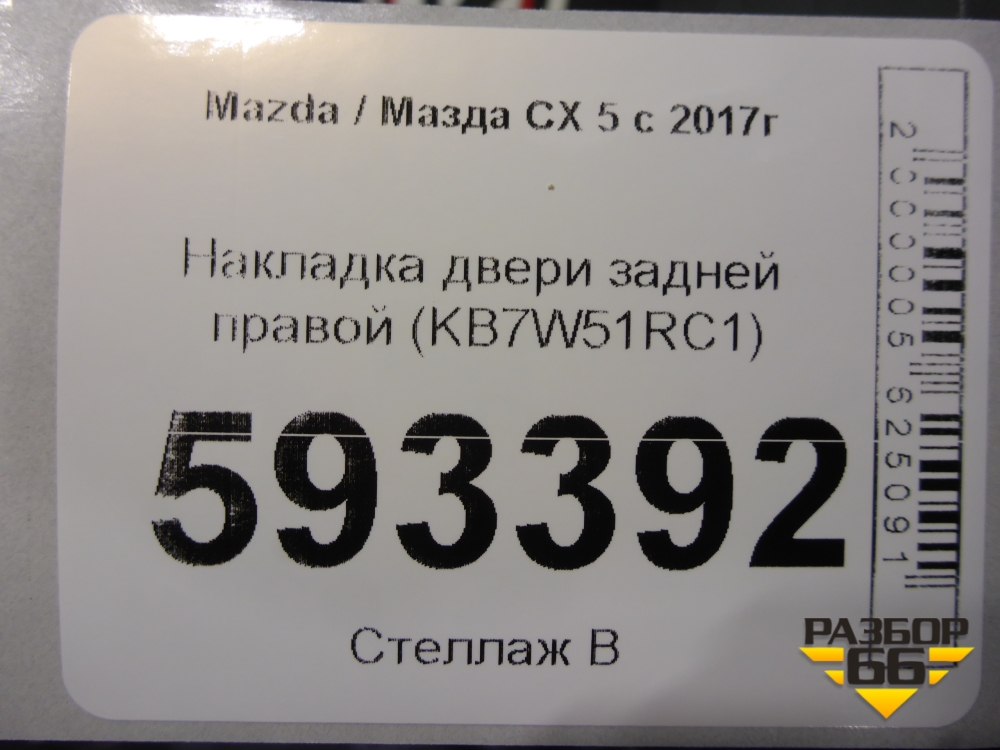 Mazda / Мазда CX 5 с 2017г
Накладка двери задней
правой (KB7W51RC1)
593392
Стеллаж В
2000005625091
РАЗБОР
66